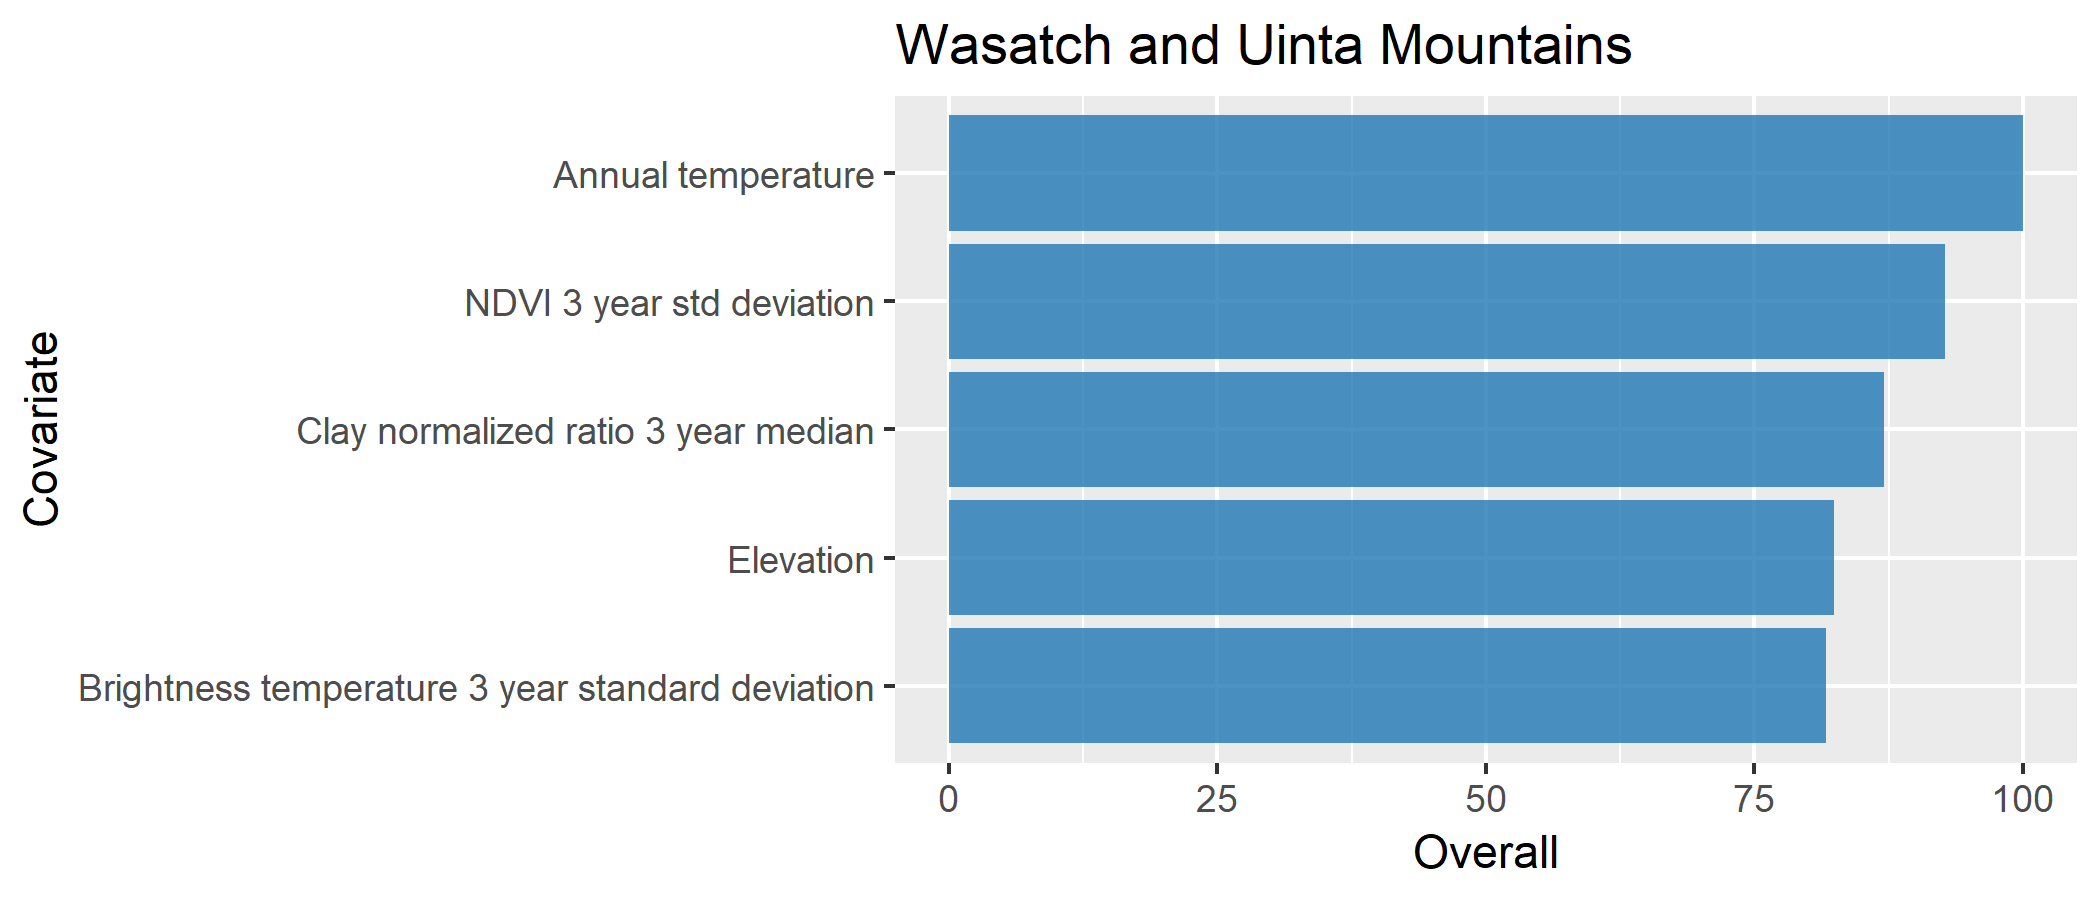 Wasatch and Uinta Mountains
Covariate
Annual temperature
NDVI 3 year std deviation
Clay normalized ratio 3 year median
Elevation
Brightness temperature 3 year standard deviation
0 25 50 75 100
Overall